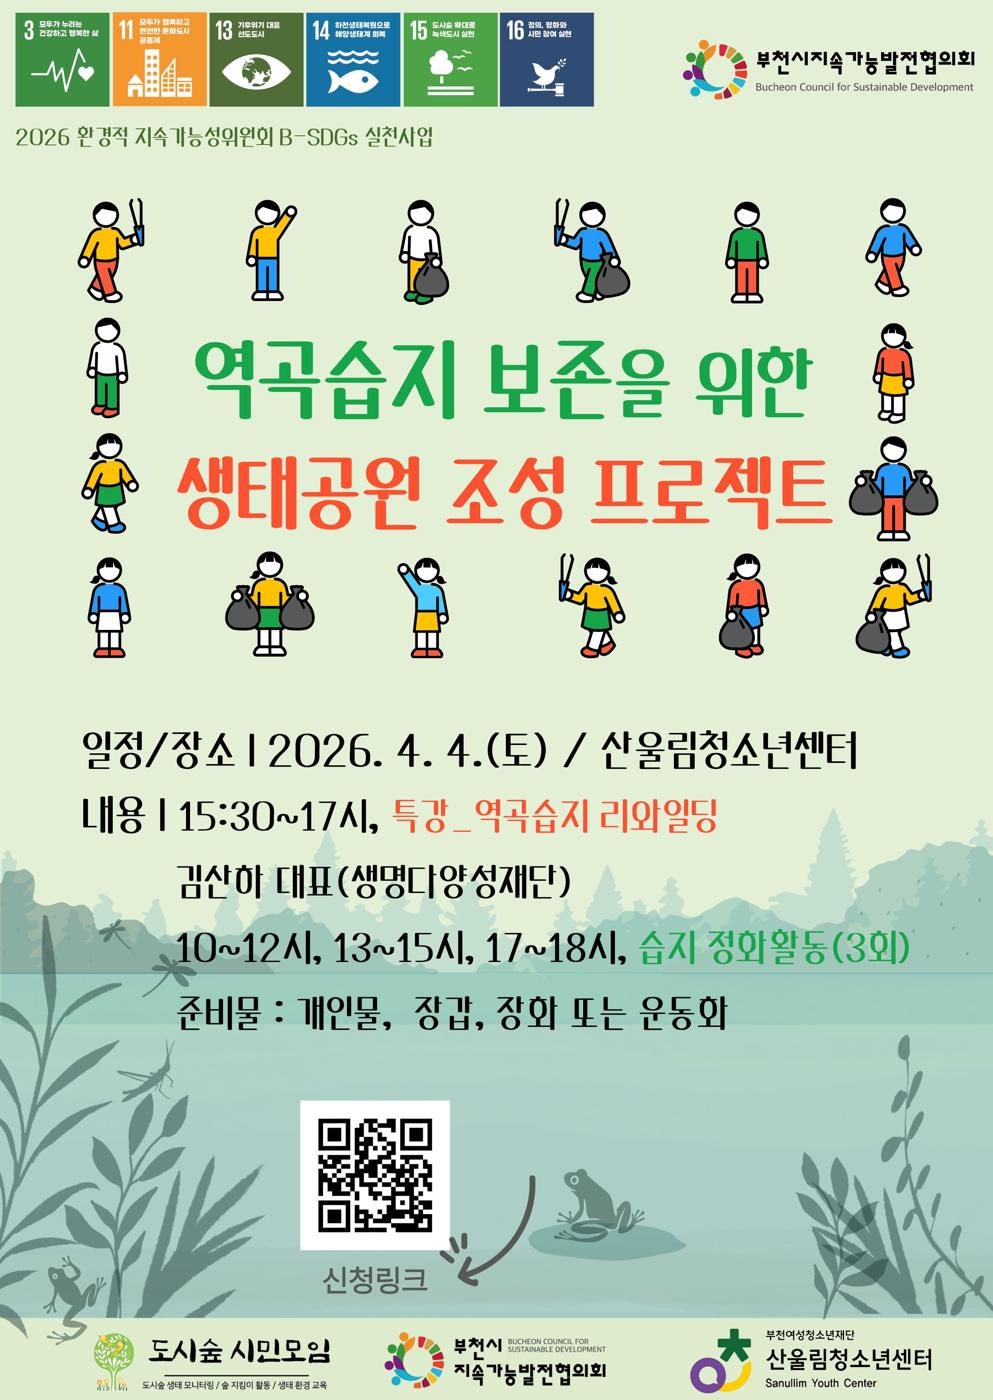 3 모두가 누리는
건강하고 행복한 삶
11 모두가 행복하고
안전한 문화도시
공동체
13 기후위기 대응
선도도시
14 하천생태복원으로
해양생태계 회복
15 도시숲 확대로
녹색도시 실현
16 정의, 평화와
시민 참여 실현
부천시지속가능발전협의회
Bucheon Council for Sustainable Development
2026 환경적 지속가능성위원회 B-SDGs 실천사업
역곡습지 보존을 위한
생태공원 조성 프로젝트
일정/장소 | 2026. 4. 4.(토) / 산울림청소년센터
내용 | 15:30~17시, 특강_역곡습지 리와일딩
김산하 대표(생명다양성재단)
10~12시, 13~15시, 17~18시, 습지 정화활동(3회)
준비물 : 개인물, 장갑, 장화 또는 운동화
신청링크
도시숲 시민모임
도시숲 생태 모니터링 / 숲 지킴이 활동 / 생태 환경 교육
부천시 BUCHEON COUNCIL FOR
SUSTAINABLE DEVELOPMENT
지속가능발전협의회
부천여성청소년재단
산울림청소년센터
Sanullim Youth Center